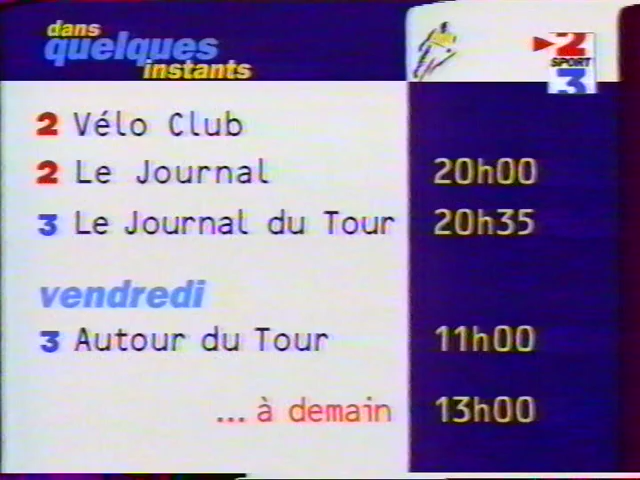 dans
quelques
instants
2
SPORT
3
2 Vélo Club
2 Le Journal 20h00
3 Le Journal du Tour 20h35
vendredi
3 Autour du Tour 11h00
... à demain 13h00